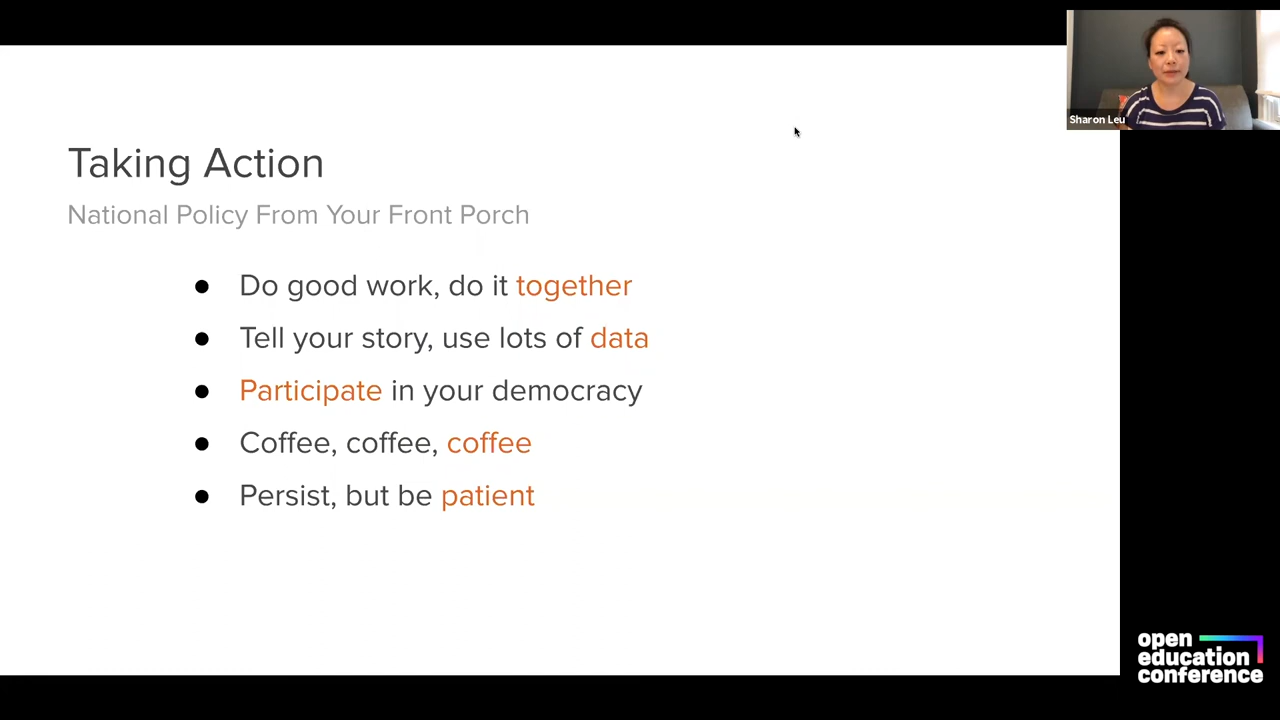 Sharon Leu
Taking Action
National Policy From Your Front Porch
● Do good work, do it together
● Tell your story, use lots of data
● Participate in your democracy
● Coffee, coffee, coffee
● Persist, but be patient
open
education
conference